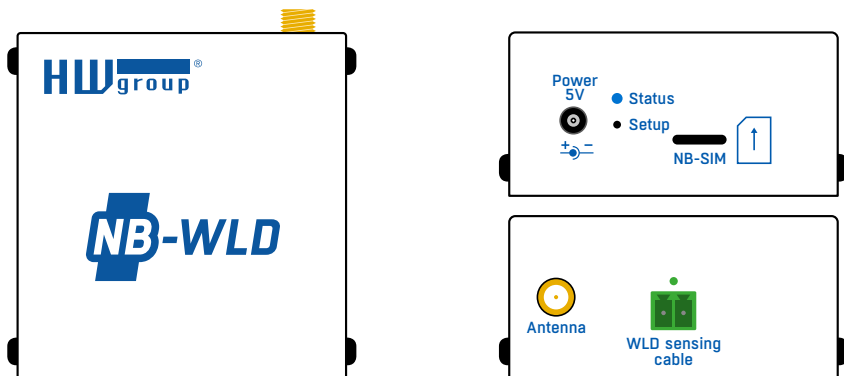 HW group ®
NB-WLD
Power
5V
Status
Setup
+ −
NB-SIM
Antenna
WLD sensing
cable